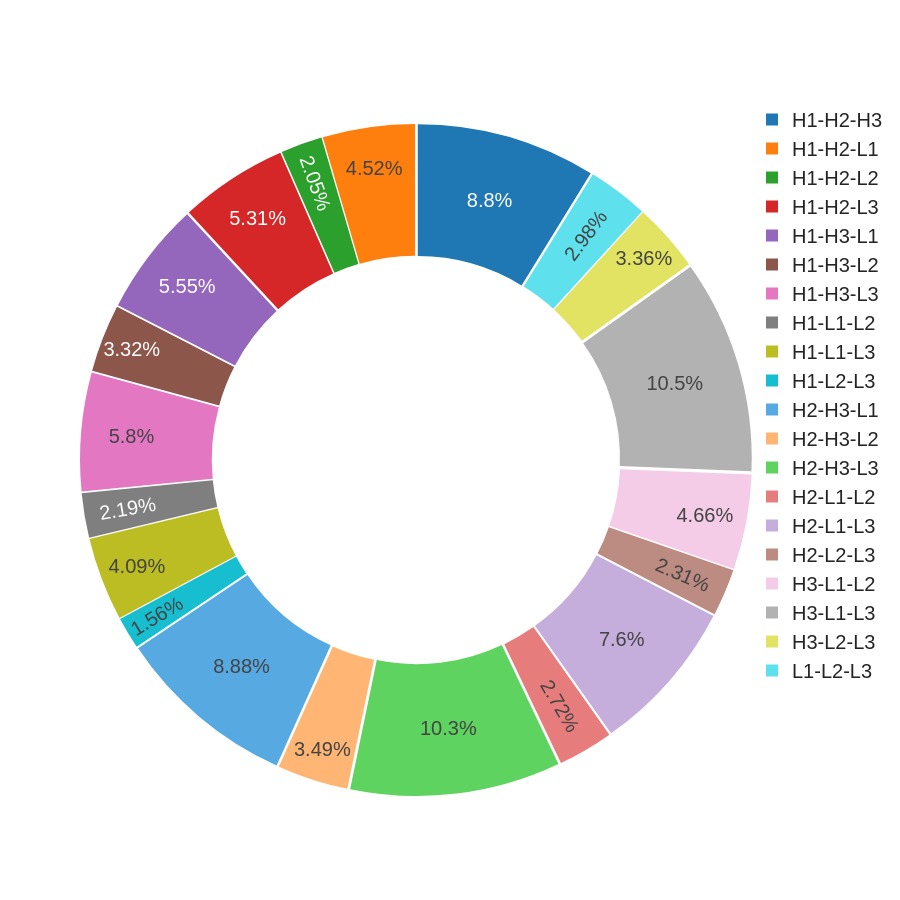 8.8%
2.98%
3.36%
10.5%
4.66%
2.31%
7.6%
2.72%
10.3%
3.49%
8.88%
1.56%
4.09%
2.19%
5.8%
3.32%
5.55%
5.31%
2.05%
4.52%
H1-H2-H3
H1-H2-L1
H1-H2-L2
H1-H2-L3
H1-H3-L1
H1-H3-L2
H1-H3-L3
H1-L1-L2
H1-L1-L3
H1-L2-L3
H2-H3-L1
H2-H3-L2
H2-H3-L3
H2-L1-L2
H2-L1-L3
H2-L2-L3
H3-L1-L2
H3-L1-L3
H3-L2-L3
L1-L2-L3